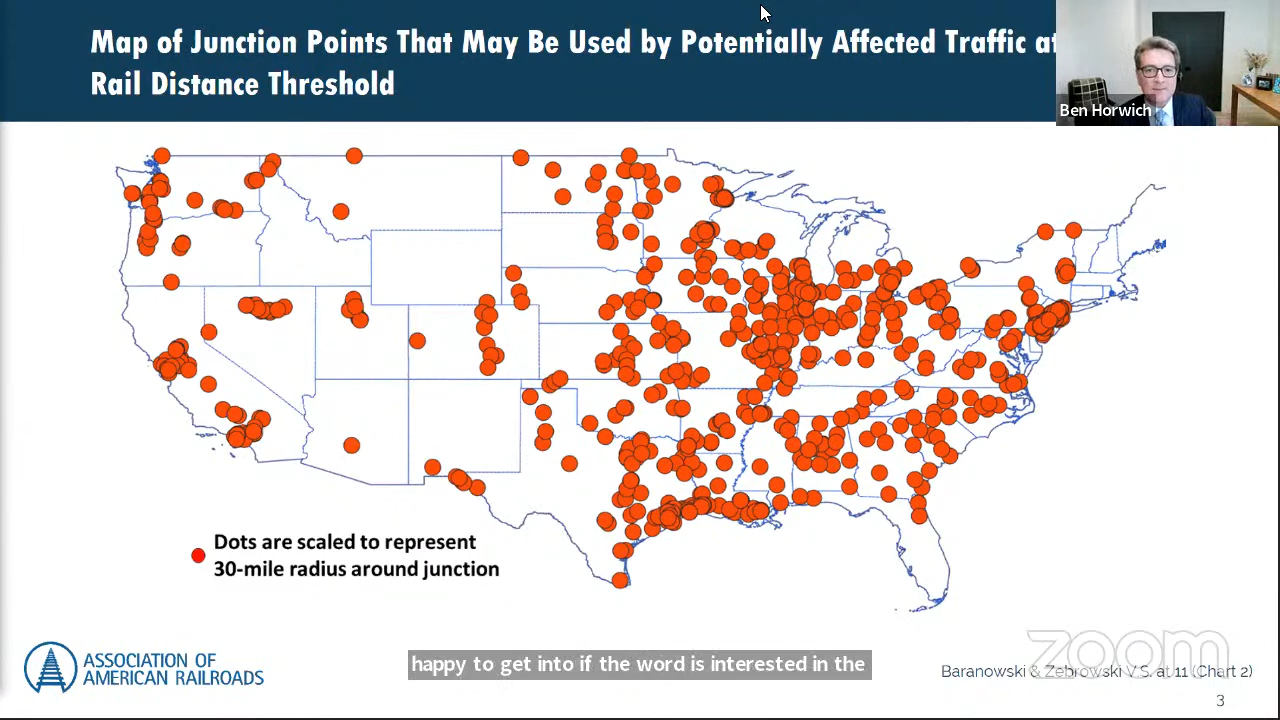 Map of Junction Points That May Be Used by Potentially Affected Traffic at
Rail Distance Threshold
Ben Horwich
Dots are scaled to represent
30-mile radius around junction
ASSOCIATION OF
AMERICAN RAILROADS
happy to get into if the word is interested in the
zoom
Baranowski & Zebrowski V.S. at 11 (Chart 2)
3